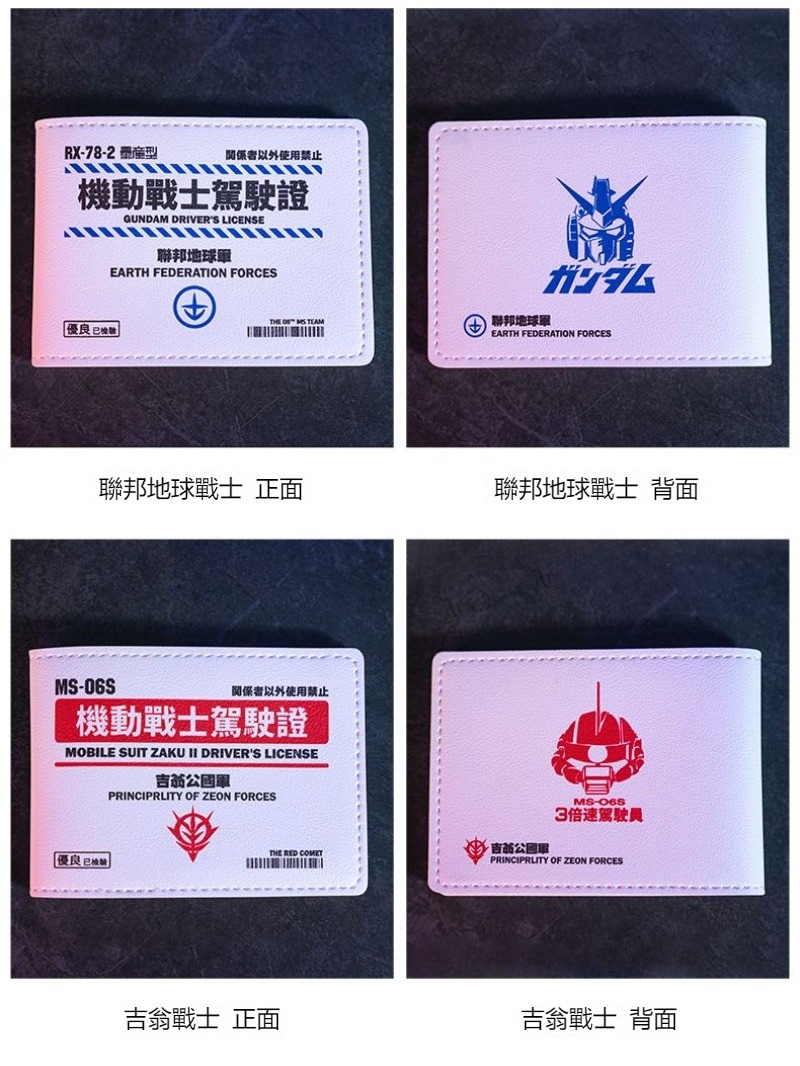 RX-78-2 量産型
関係者以外使用禁止
機動戰士駕駛證
GUNDAM DRIVER'S LICENSE
聯邦地球軍
EARTH FEDERATION FORCES
優良 已檢驗
THE 08TH MS TEAM
ガンダム
聯邦地球軍
EARTH FEDERATION FORCES
聯邦地球戰士 正面
聯邦地球戰士 背面
MS-06S
関係者以外使用禁止
機動戰士駕駛證
MOBILE SUIT ZAKU II DRIVER'S LICENSE
吉翁公國軍
PRINCIPRLITY OF ZEON FORCES
優良 已檢驗
THE RED COMET
MS-06S
3倍速駕駛員
吉翁公國軍
PRINCIPRLITY OF ZEON FORCES
吉翁戰士 正面
吉翁戰士 背面